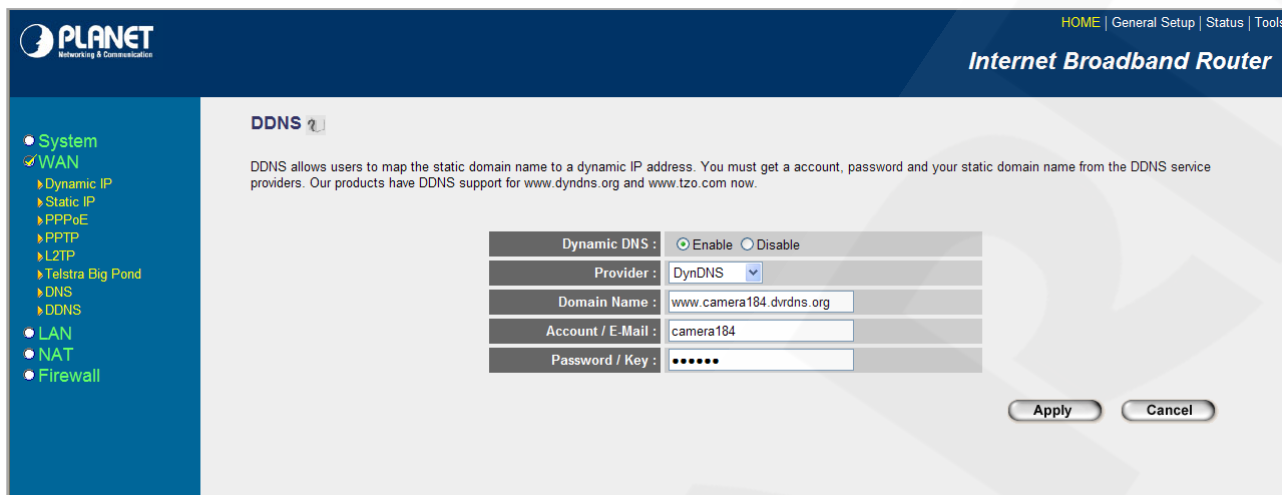 PLANET
Networking & Communication
HOME | General Setup | Status | Tools
Internet Broadband Router
System
WAN
Dynamic IP
Static IP
PPPoE
PPTP
L2TP
Telstra Big Pond
DNS
DDNS
LAN
NAT
Firewall
DDNS
DDNS allows users to map the static domain name to a dynamic IP address. You must get a account, password and your static domain name from the DDNS service
providers. Our products have DDNS support for www.dyndns.org and www.tzo.com now.
Dynamic DNS : Enable Disable
Provider : DynDNS
Domain Name : www.camera184.dvrdns.org
Account / E-Mail : camera184
Password / Key : ••••••
Apply Cancel